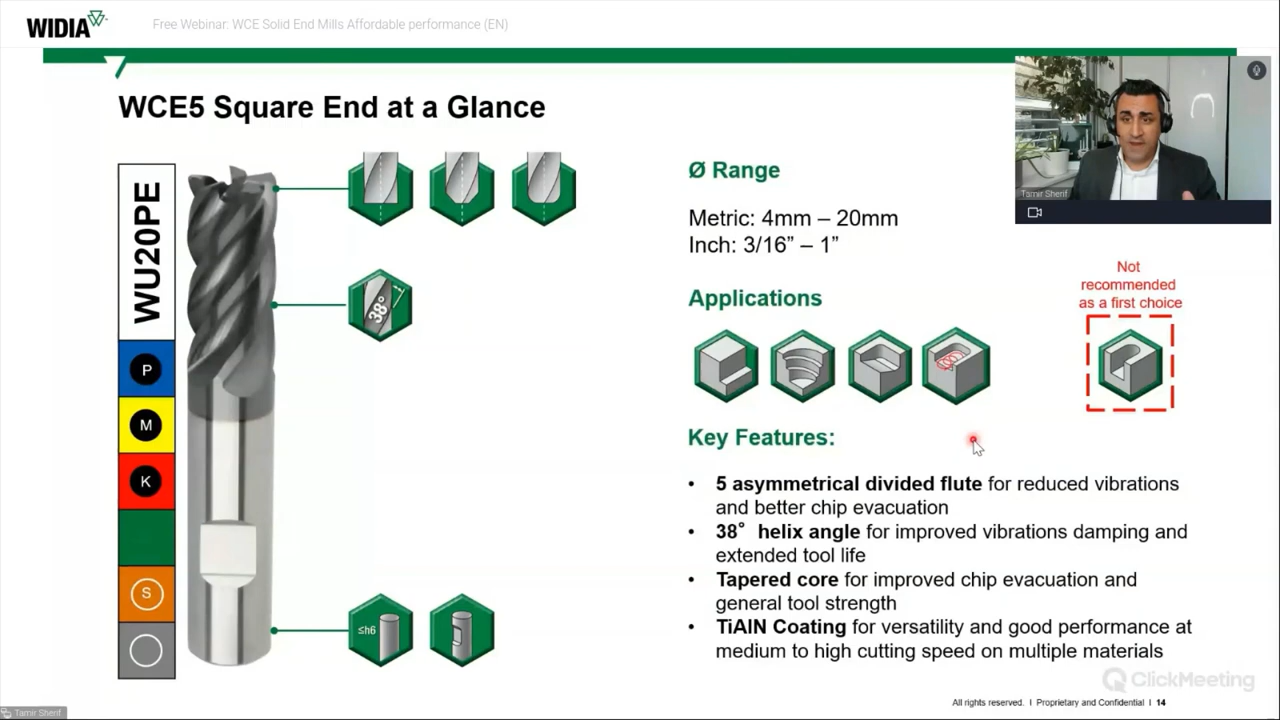 WIDIA
Free Webinar: WCE Solid End Mills Affordable performance (EN)
WCE5 Square End at a Glance
WU20PE
P
M
K
S
38°
≤h6
Ø Range
Metric: 4mm – 20mm
Inch: 3/16” – 1”
Applications
Not
recommended
as a first choice
Key Features:
• 5 asymmetrical divided flute for reduced vibrations
and better chip evacuation
• 38° helix angle for improved vibrations damping and
extended tool life
• Tapered core for improved chip evacuation and
general tool strength
• TiAlN Coating for versatility and good performance at
medium to high cutting speed on multiple materials
Tamir Sherif
ClickMeeting
All rights reserved. I Proprietary and Confidential I 14
Tamir Sherif